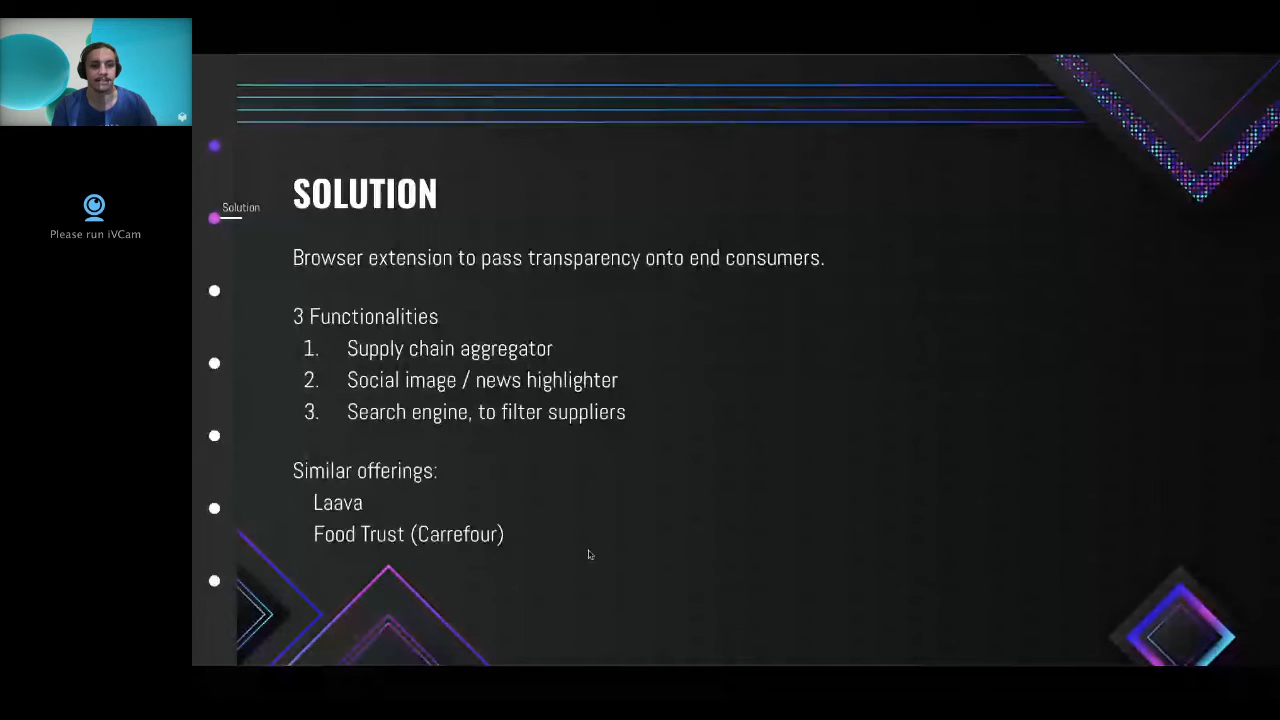 Please run iVCam
Solution
SOLUTION
Browser extension to pass transparency onto end consumers.
3 Functionalities
1. Supply chain aggregator
2. Social image / news highlighter
3. Search engine, to filter suppliers
Similar offerings:
Laava
Food Trust (Carrefour)